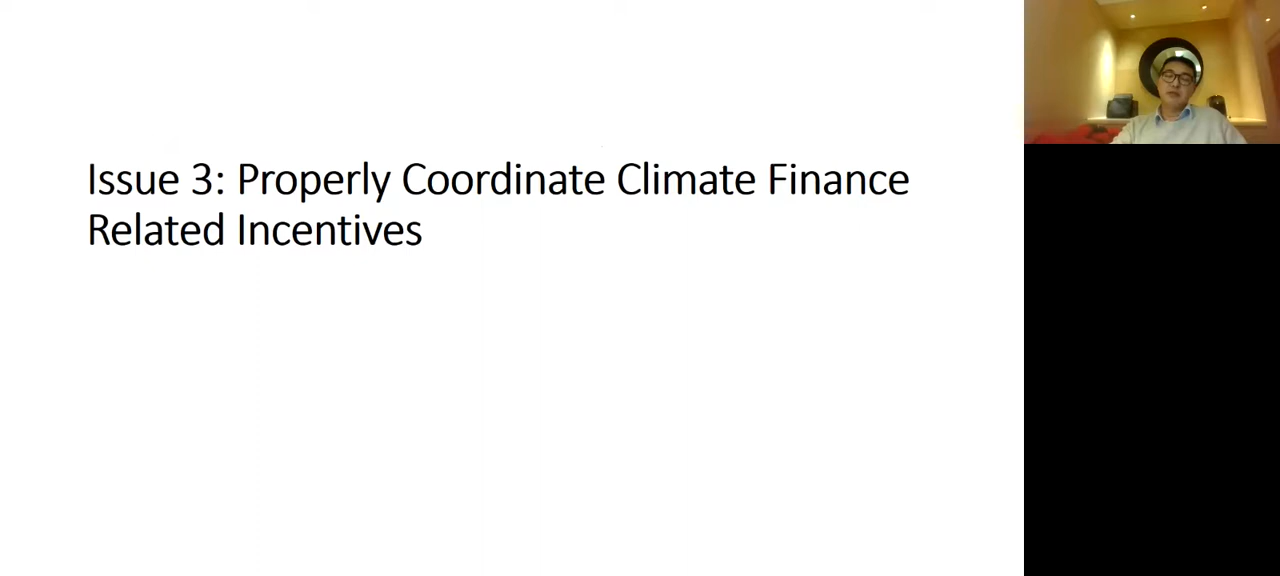 Issue 3: Properly Coordinate Climate Finance
Related Incentives